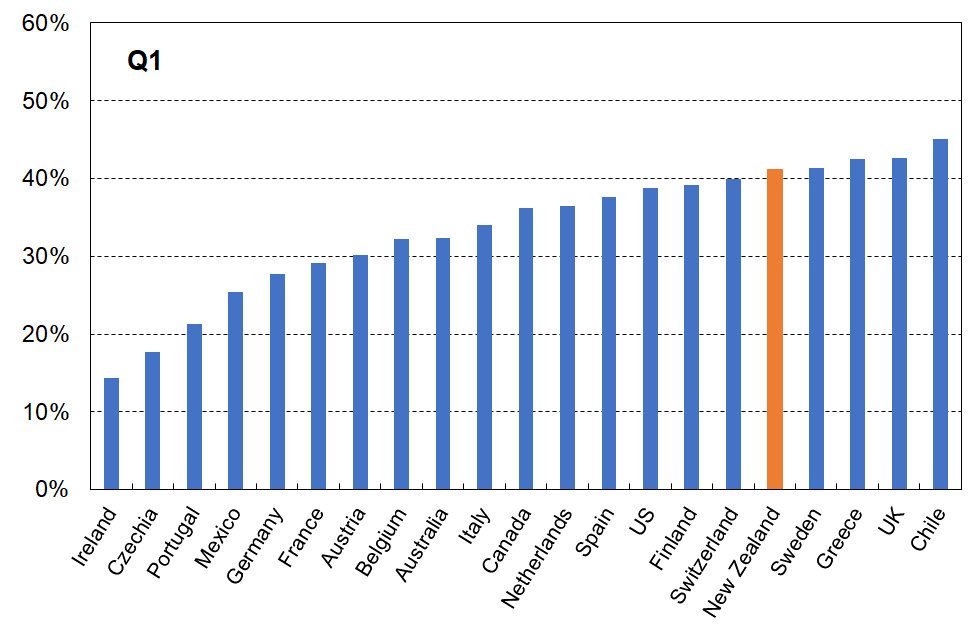 60%
Q1
50%
40%
30%
20%
10%
0%
Ireland
Czechia
Portugal
Mexico
Germany
France
Austria
Belgium
Australia
Italy
Canada
Netherlands
Spain
US
Finland
Switzerland
New Zealand
Sweden
Greece
UK
Chile